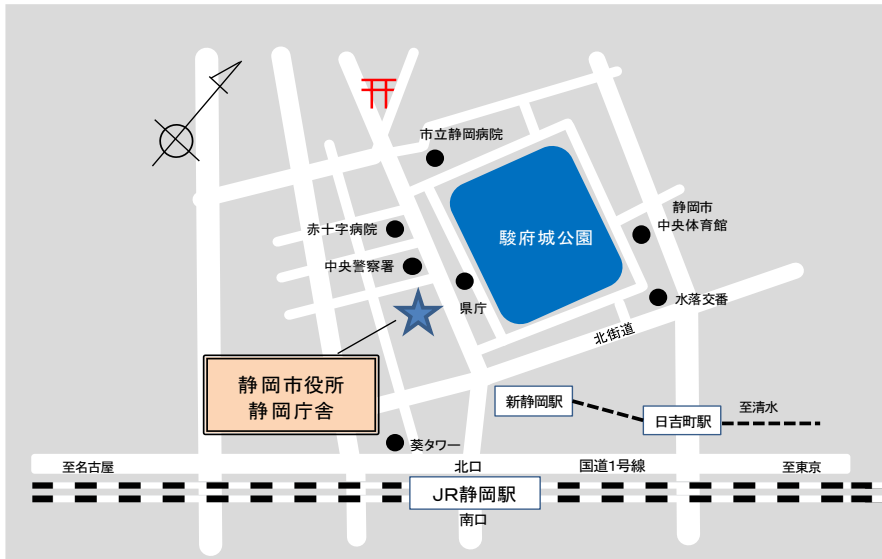 市立静岡病院
静岡市
中央体育館
赤十字病院
駿府城公園
中央警察署
県庁
水落交番
北街道
静岡市役所
静岡庁舎
新静岡駅
日吉町駅
至清水
葵タワー
至名古屋
北口
国道1号線
至東京
JR静岡駅
南口